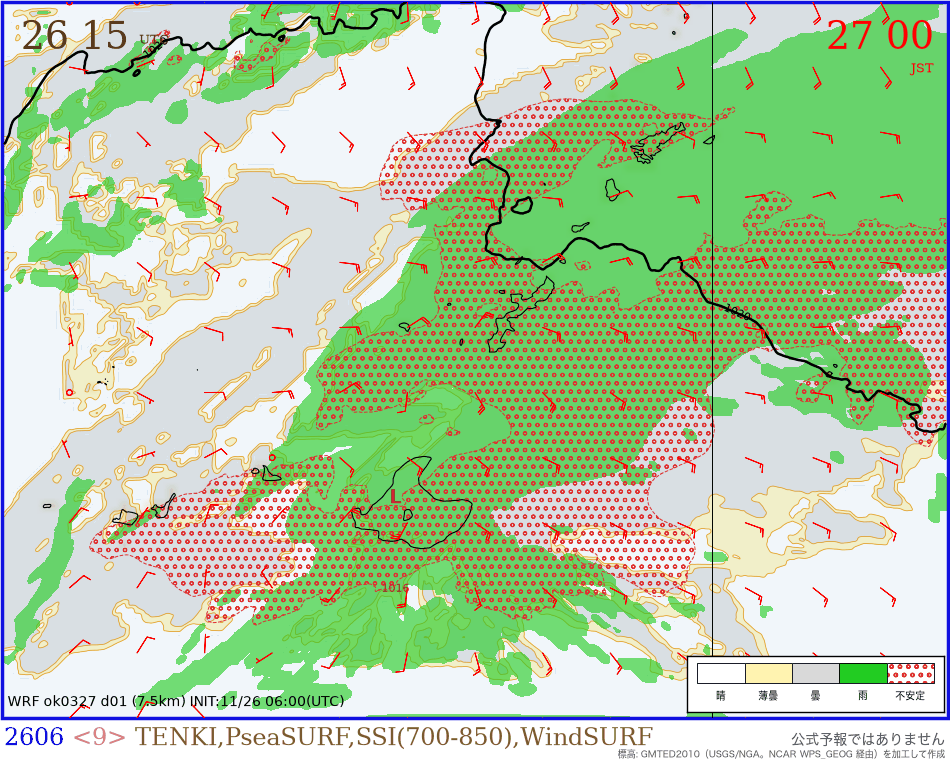 26 15 UTC
27 00
JST
1020
L
1016
WRF ok0327 d01 (7.5km) INIT:11/26 06:00(UTC)
晴 薄曇 曇 雨 不安定
2606 <9> TENKI,PseaSURF,SSI(700-850),WindSURF
公式予報ではありません
標高: GMTED2010（USGS/NGA。NCAR WPS_GEOG 経由）を加工して作成